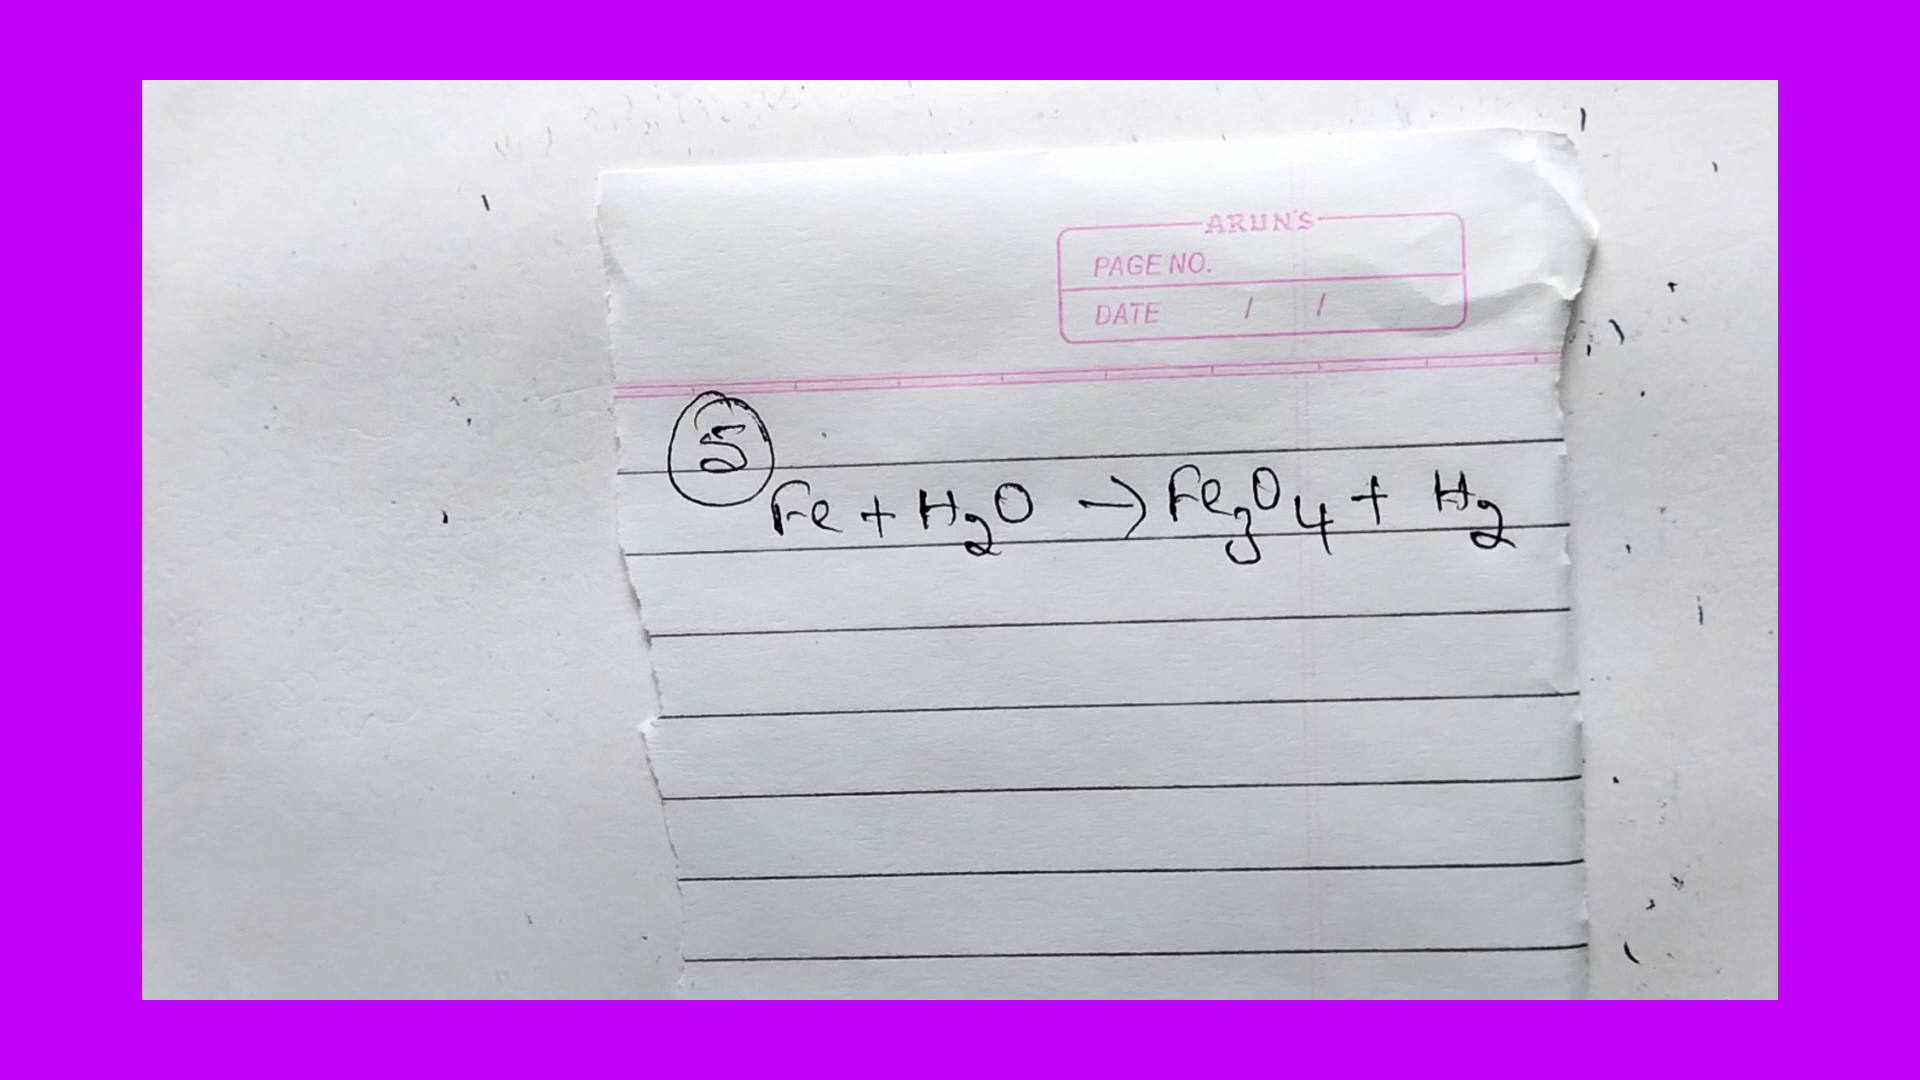 ARUN'S
PAGE NO.
DATE / /
5
Fe + H₂O → Fe₃O₄ + H₂